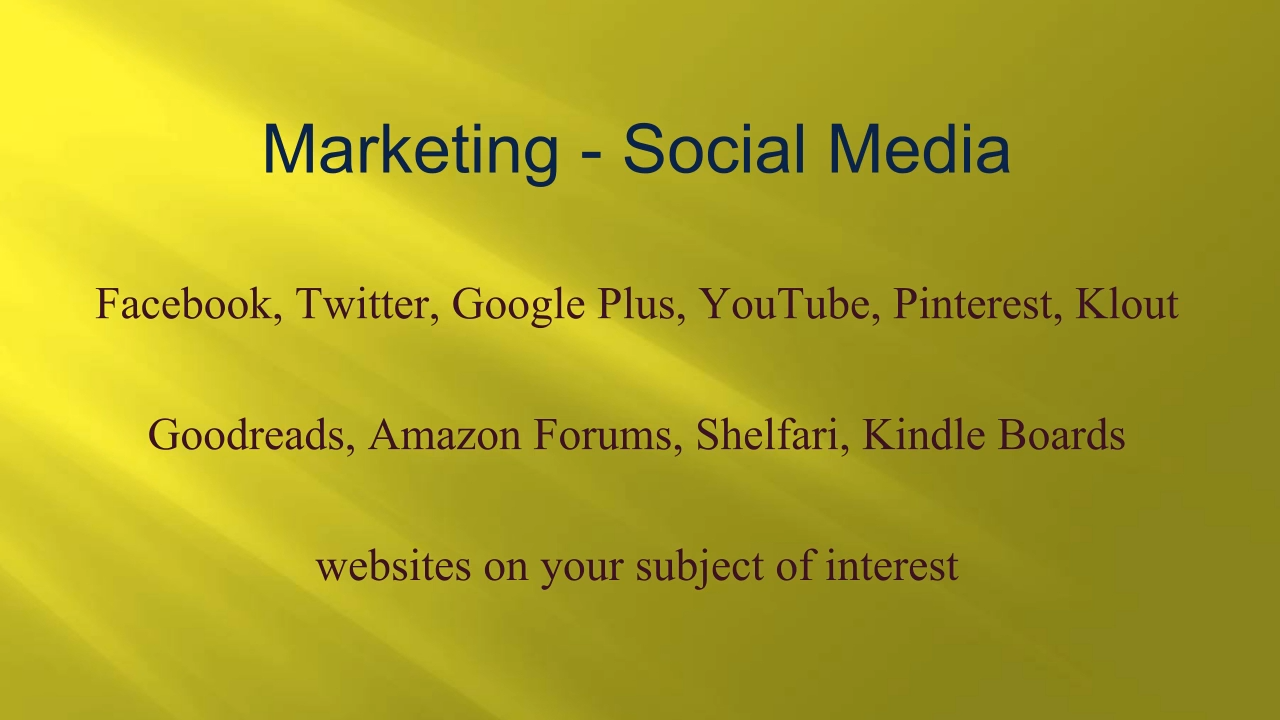 Marketing - Social Media
Facebook, Twitter, Google Plus, YouTube, Pinterest, Klout
Goodreads, Amazon Forums, Shelfari, Kindle Boards
websites on your subject of interest